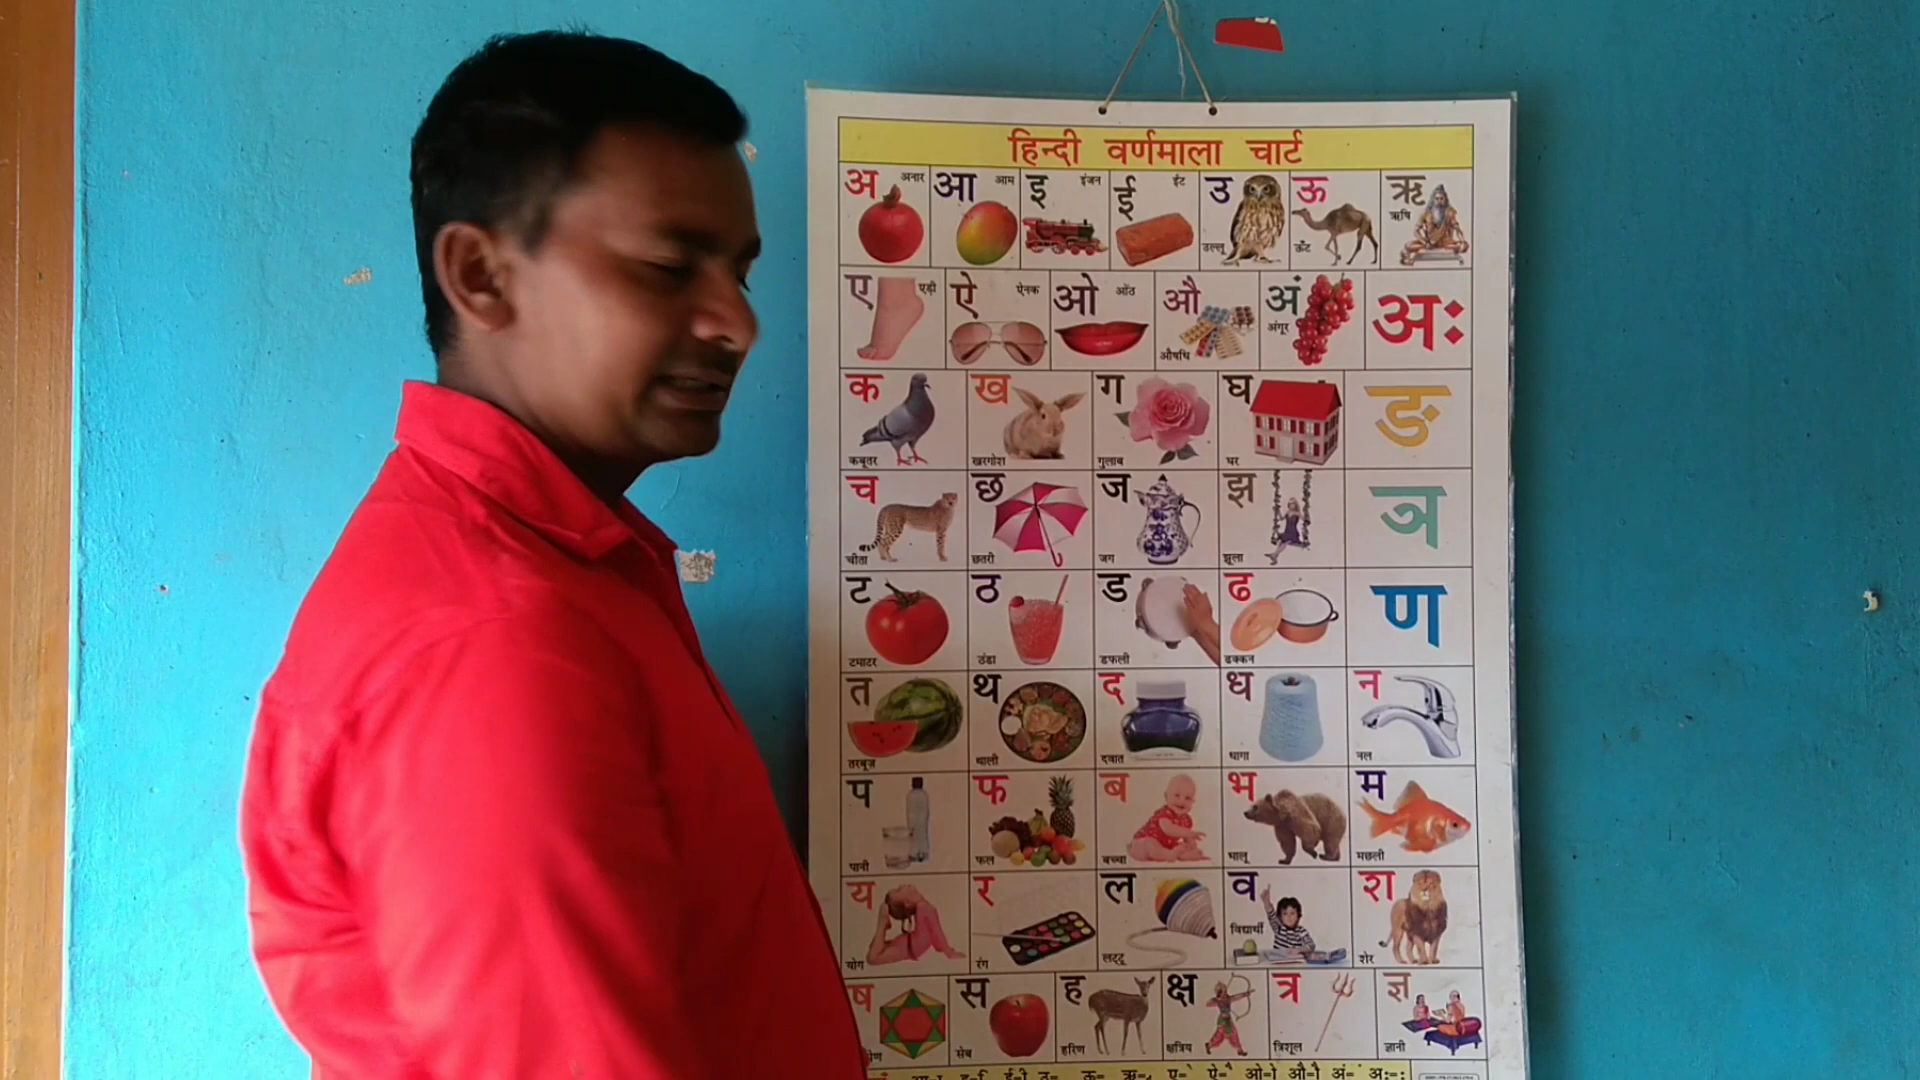 हिन्दी वर्णमाला चार्ट
अ अनार आ आम इ इंजन ई ईंट उ उल्लू ऊ ऊँट ऋ ऋषि
ए एड़ी ऐ ऐनक ओ ओंठ औ औषधि अं अंगूर अः
क कबूतर ख खरगोश ग गुलाब घ घर ङ
च चीता छ छतरी ज जग झ झूला ञ
ट टमाटर ठ ठंडा ड डफली ढ ढक्कन ण
त तरबूज थ थाली द दवात ध धागा न नल
प पानी फ फल ब बच्चा भ भालू म मछली
य योग र रंग ल लट्टू व विद्यार्थी श शेर
ष स सेब ह हरिण क्ष क्षत्रिय त्र त्रिशूल ज्ञ ज्ञानी